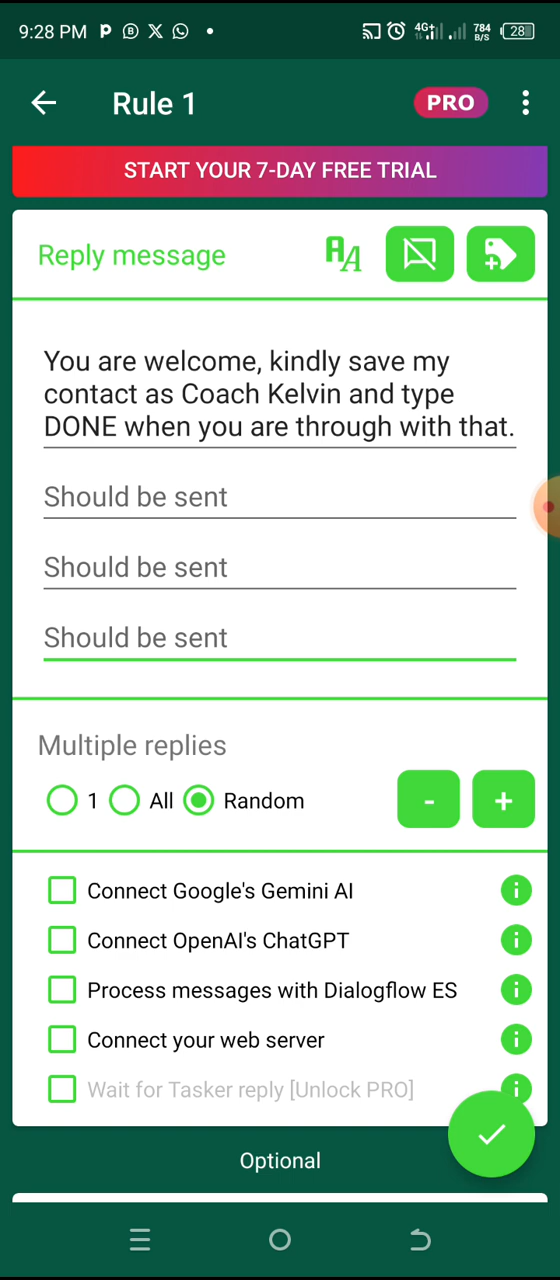 9:28 PM
4G+
784
B/S
28
Rule 1
PRO
START YOUR 7-DAY FREE TRIAL
Reply message
AA
You are welcome, kindly save my
contact as Coach Kelvin and type
DONE when you are through with that.
Should be sent
Should be sent
Should be sent
Multiple replies
1
All
Random
-
+
Connect Google's Gemini AI
Connect OpenAI's ChatGPT
Process messages with Dialogflow ES
Connect your web server
Wait for Tasker reply [Unlock PRO]
Optional